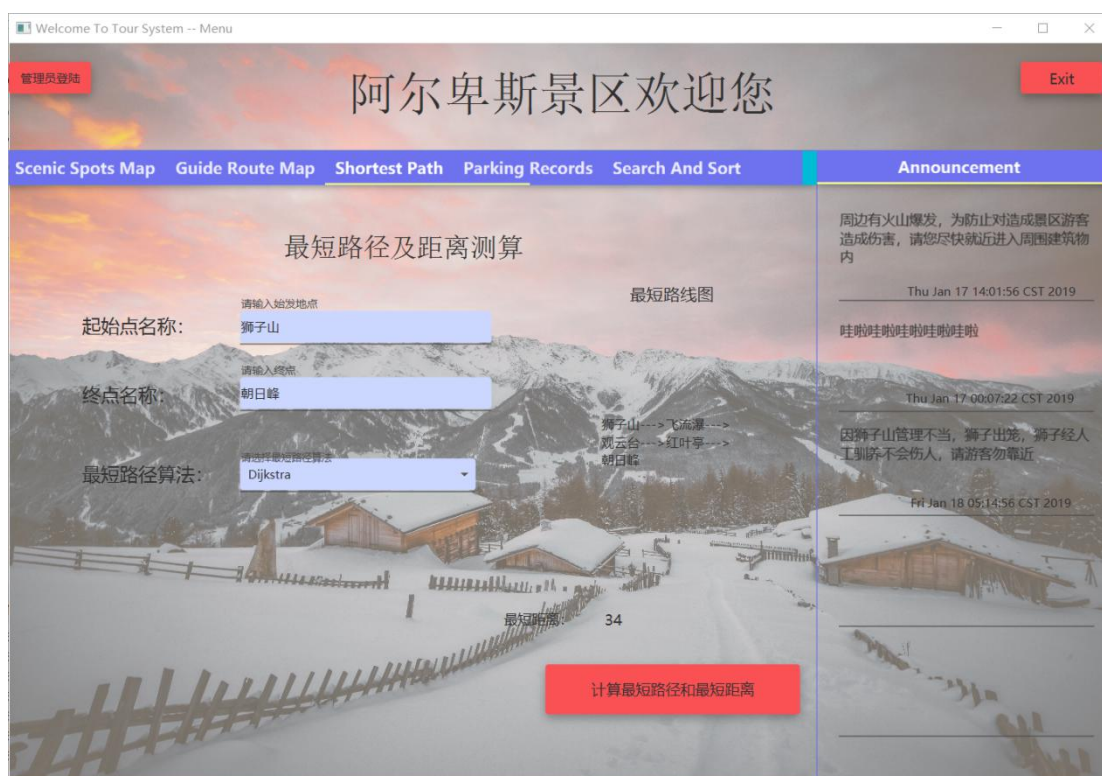 Welcome To Tour System -- Menu
管理员登陆
阿尔卑斯景区欢迎您
Exit
Scenic Spots Map
Guide Route Map
Shortest Path
Parking Records
Search And Sort
Announcement
最短路径及距离测算
请输入始发地点
起始点名称:
狮子山
请输入终点
终点名称:
朝日峰
请选择最短路径算法
最短路径算法:
Dijkstra
最短路线图
狮子山--->飞流瀑--->
观云台--->红叶亭--->
朝日峰
最短距离:
34
计算最短路径和最短距离
周边有火山爆发，为防止对造成景区游客
造成伤害，请您尽快就近进入周围建筑物
内
Thu Jan 17 14:01:56 CST 2019
哇啦哇啦哇啦哇啦哇啦
Thu Jan 17 00:07:22 CST 2019
因狮子山管理不当，狮子出笼，狮子经人
工驯养不会伤人，请游客勿靠近
Fri Jan 18 05:14:56 CST 2019